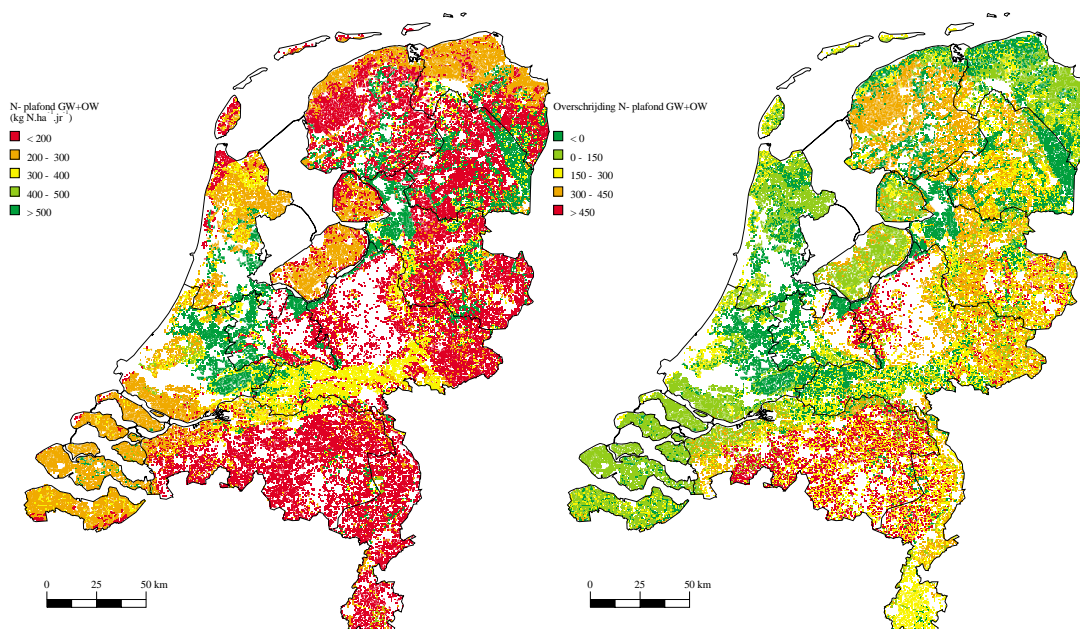 N- plafond GW+OW
(kg N.ha⁻¹.jr⁻¹)
< 200
200 - 300
300 - 400
400 - 500
> 500
0 25 50 km
Overschrijding N- plafond GW+OW
< 0
0 - 150
150 - 300
300 - 450
> 450
0 25 50 km